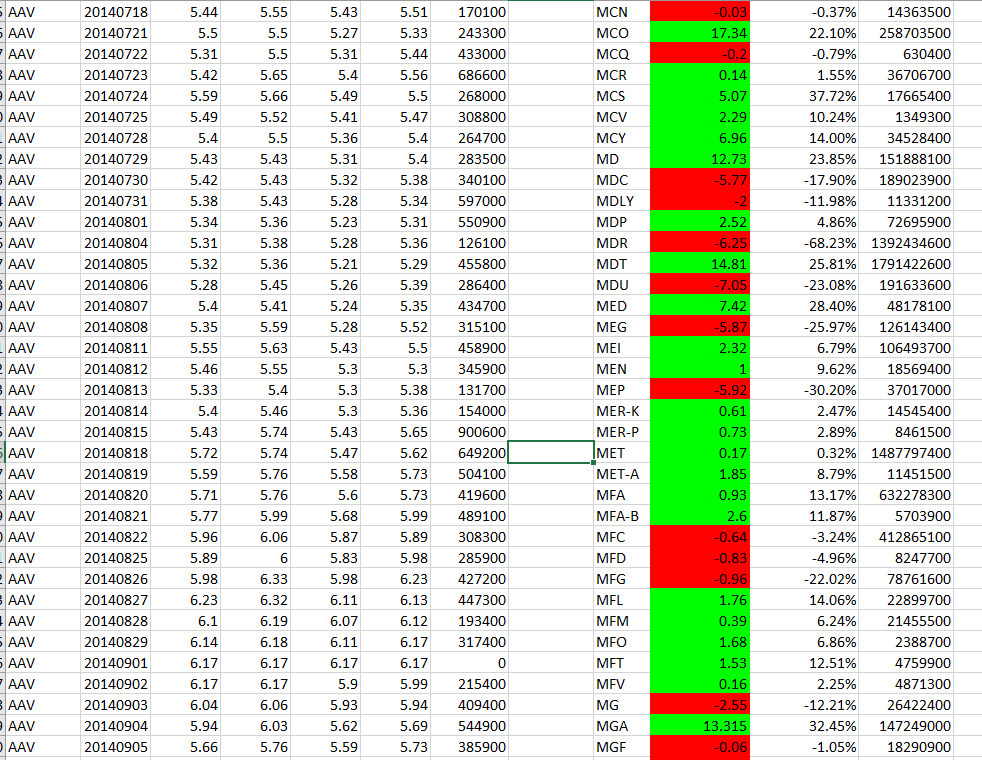 AAV 20140718 5.44 5.55 5.43 5.51 170100 MCN -0.03 -0.37% 14363500
AAV 20140721 5.5 5.5 5.27 5.33 243300 MCO 17.34 22.10% 258703500
AAV 20140722 5.31 5.5 5.31 5.44 433000 MCQ -0.2 -0.79% 630400
AAV 20140723 5.42 5.65 5.4 5.56 686600 MCR 0.14 1.55% 36706700
AAV 20140724 5.59 5.66 5.49 5.5 268000 MCS 5.07 37.72% 17665400
AAV 20140725 5.49 5.52 5.41 5.47 308800 MCV 2.29 10.24% 1349300
AAV 20140728 5.4 5.5 5.36 5.4 264700 MCY 6.96 14.00% 34528400
AAV 20140729 5.43 5.43 5.31 5.4 283500 MD 12.73 23.85% 151888100
AAV 20140730 5.42 5.43 5.32 5.38 340100 MDC -5.77 -17.90% 189023900
AAV 20140731 5.38 5.43 5.28 5.34 597000 MDLY -2 -11.98% 11331200
AAV 20140801 5.34 5.36 5.23 5.31 550900 MDP 2.52 4.86% 72695900
AAV 20140804 5.31 5.38 5.28 5.36 126100 MDR -6.25 -68.23% 1392434600
AAV 20140805 5.32 5.36 5.21 5.29 455800 MDT 14.81 25.81% 1791422600
AAV 20140806 5.28 5.45 5.26 5.39 286400 MDU -7.05 -23.08% 191633600
AAV 20140807 5.4 5.41 5.24 5.35 434700 MED 7.42 28.40% 48178100
AAV 20140808 5.35 5.59 5.28 5.52 315100 MEG -5.87 -25.97% 126143400
AAV 20140811 5.55 5.63 5.43 5.5 458900 MEI 2.32 6.79% 106493700
AAV 20140812 5.46 5.55 5.3 5.3 345900 MEN 1 9.62% 18569400
AAV 20140813 5.33 5.4 5.3 5.38 131700 MEP -5.92 -30.20% 37017000
AAV 20140814 5.4 5.46 5.3 5.36 154000 MER-K 0.61 2.47% 14545400
AAV 20140815 5.43 5.74 5.43 5.65 900600 MER-P 0.73 2.89% 8461500
AAV 20140818 5.72 5.74 5.47 5.62 649200 MET 0.17 0.32% 1487797400
AAV 20140819 5.59 5.76 5.58 5.73 504100 MET-A 1.85 8.79% 11451500
AAV 20140820 5.71 5.76 5.6 5.73 419600 MFA 0.93 13.17% 632278300
AAV 20140821 5.77 5.99 5.68 5.99 489100 MFA-B 2.6 11.87% 5703900
AAV 20140822 5.96 6.06 5.87 5.89 308300 MFC -0.64 -3.24% 412865100
AAV 20140825 5.89 6 5.83 5.98 285900 MFD -0.83 -4.96% 8247700
AAV 20140826 5.98 6.33 5.98 6.23 427200 MFG -0.96 -22.02% 78761600
AAV 20140827 6.23 6.32 6.11 6.13 447300 MFL 1.76 14.06% 22899700
AAV 20140828 6.1 6.19 6.07 6.12 193400 MFM 0.39 6.24% 21455500
AAV 20140829 6.14 6.18 6.11 6.17 317400 MFO 1.68 6.86% 2388700
AAV 20140901 6.17 6.17 6.17 6.17 0 MFT 1.53 12.51% 4759900
AAV 20140902 6.17 6.17 5.9 5.99 215400 MFV 0.16 2.25% 4871300
AAV 20140903 6.04 6.06 5.93 5.94 409400 MG -2.55 -12.21% 26422400
AAV 20140904 5.94 6.03 5.62 5.69 544900 MGA 13.315 32.45% 147249000
AAV 20140905 5.66 5.76 5.59 5.73 385900 MGF -0.06 -1.05% 18290900